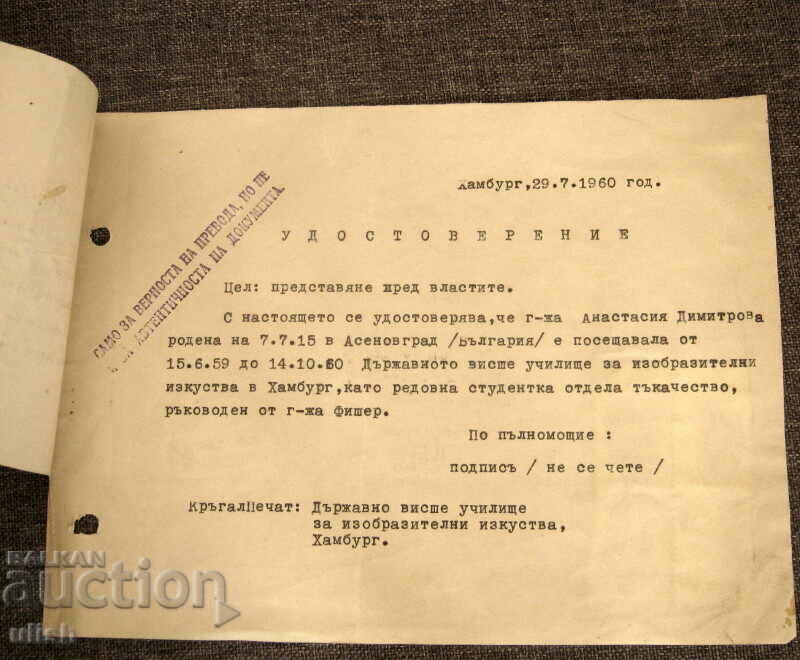 САМО ЗА ВЕРНОСТА НА ПРЕВОДА, НО НЕ
АВТЕНТИЧНОСТА НА ДОКУМЕНТА.
Хамбург,29.7.1960 год.
У Д О С Т О В Е Р Е Н И Е
Цел: представяне пред властите.
С настоящето се удостоверява,че г-жа Анастасия Димитрова
родена на 7.7.15 в Асеновград /България/ е посещавала от
15.6.59 до 14.10.60 Държавното висше училище за изобразителни
изкуства в Хамбург,като редовна студентка отдела тъкачество,
ръководен от г-жа Фишер.
По пълномощие :
подписъ / не се чете /
КръгалПечат: Държавно висше училище
за изобразителни изкуства,
Хамбург.
BALKAN
auction
ulish